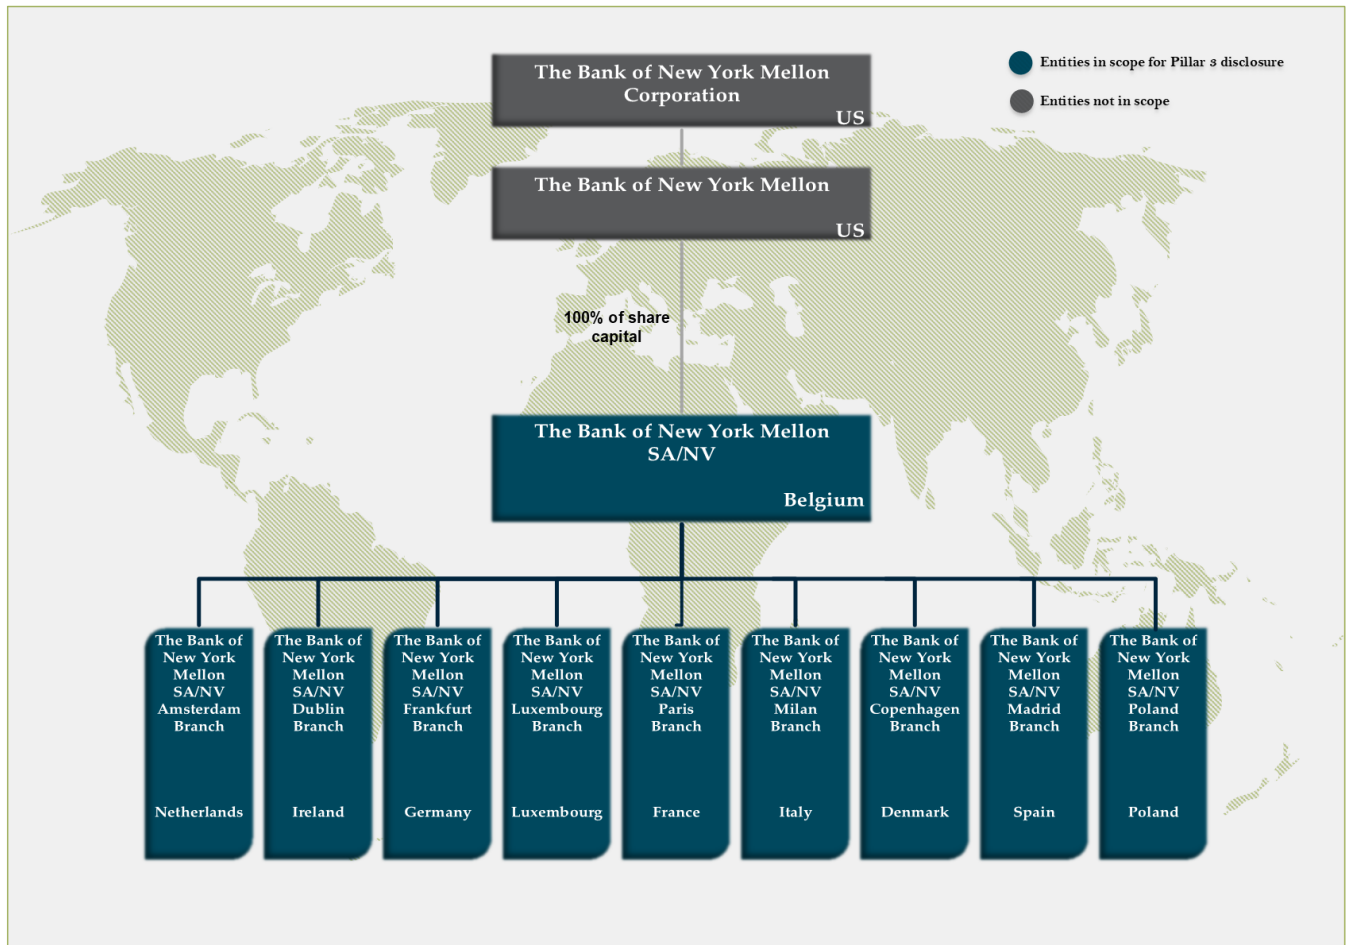 The Bank of New York Mellon
Corporation
US
Entities in scope for Pillar 3 disclosure
Entities not in scope
The Bank of New York Mellon
US
100% of share
capital
The Bank of New York Mellon
SA/NV
Belgium
The Bank of
New York
Mellon
SA/NV
Amsterdam
Branch
Netherlands
The Bank of
New York
Mellon
SA/NV
Dublin
Branch
Ireland
The Bank of
New York
Mellon
SA/NV
Frankfurt
Branch
Germany
The Bank of
New York
Mellon
SA/NV
Luxembourg
Branch
Luxembourg
The Bank of
New York
Mellon
SA/NV
Paris
Branch
France
The Bank of
New York
Mellon
SA/NV
Milan
Branch
Italy
The Bank of
New York
Mellon
SA/NV
Copenhagen
Branch
Denmark
The Bank of
New York
Mellon
SA/NV
Madrid
Branch
Spain
The Bank of
New York
Mellon
SA/NV
Poland
Branch
Poland